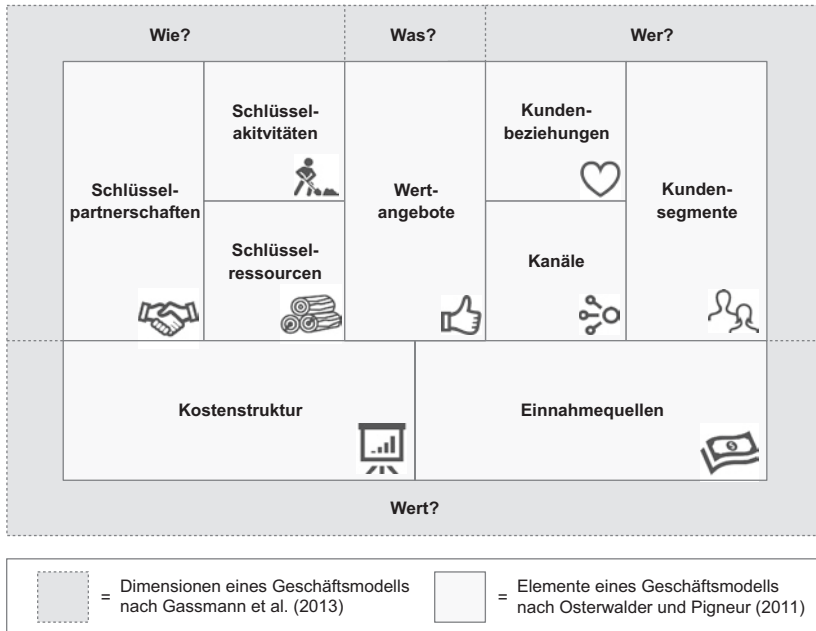 Wie?
Was?
Wer?
Schlüssel-
partnerschaften
Schlüssel-
akitvitäten
Schlüssel-
ressourcen
Wert-
angebote
Kunden-
beziehungen
Kanäle
Kunden-
segmente
Kostenstruktur
Einnahmequellen
Wert?
= Dimensionen eines Geschäftsmodells
nach Gassmann et al. (2013)
= Elemente eines Geschäftsmodells
nach Osterwalder und Pigneur (2011)